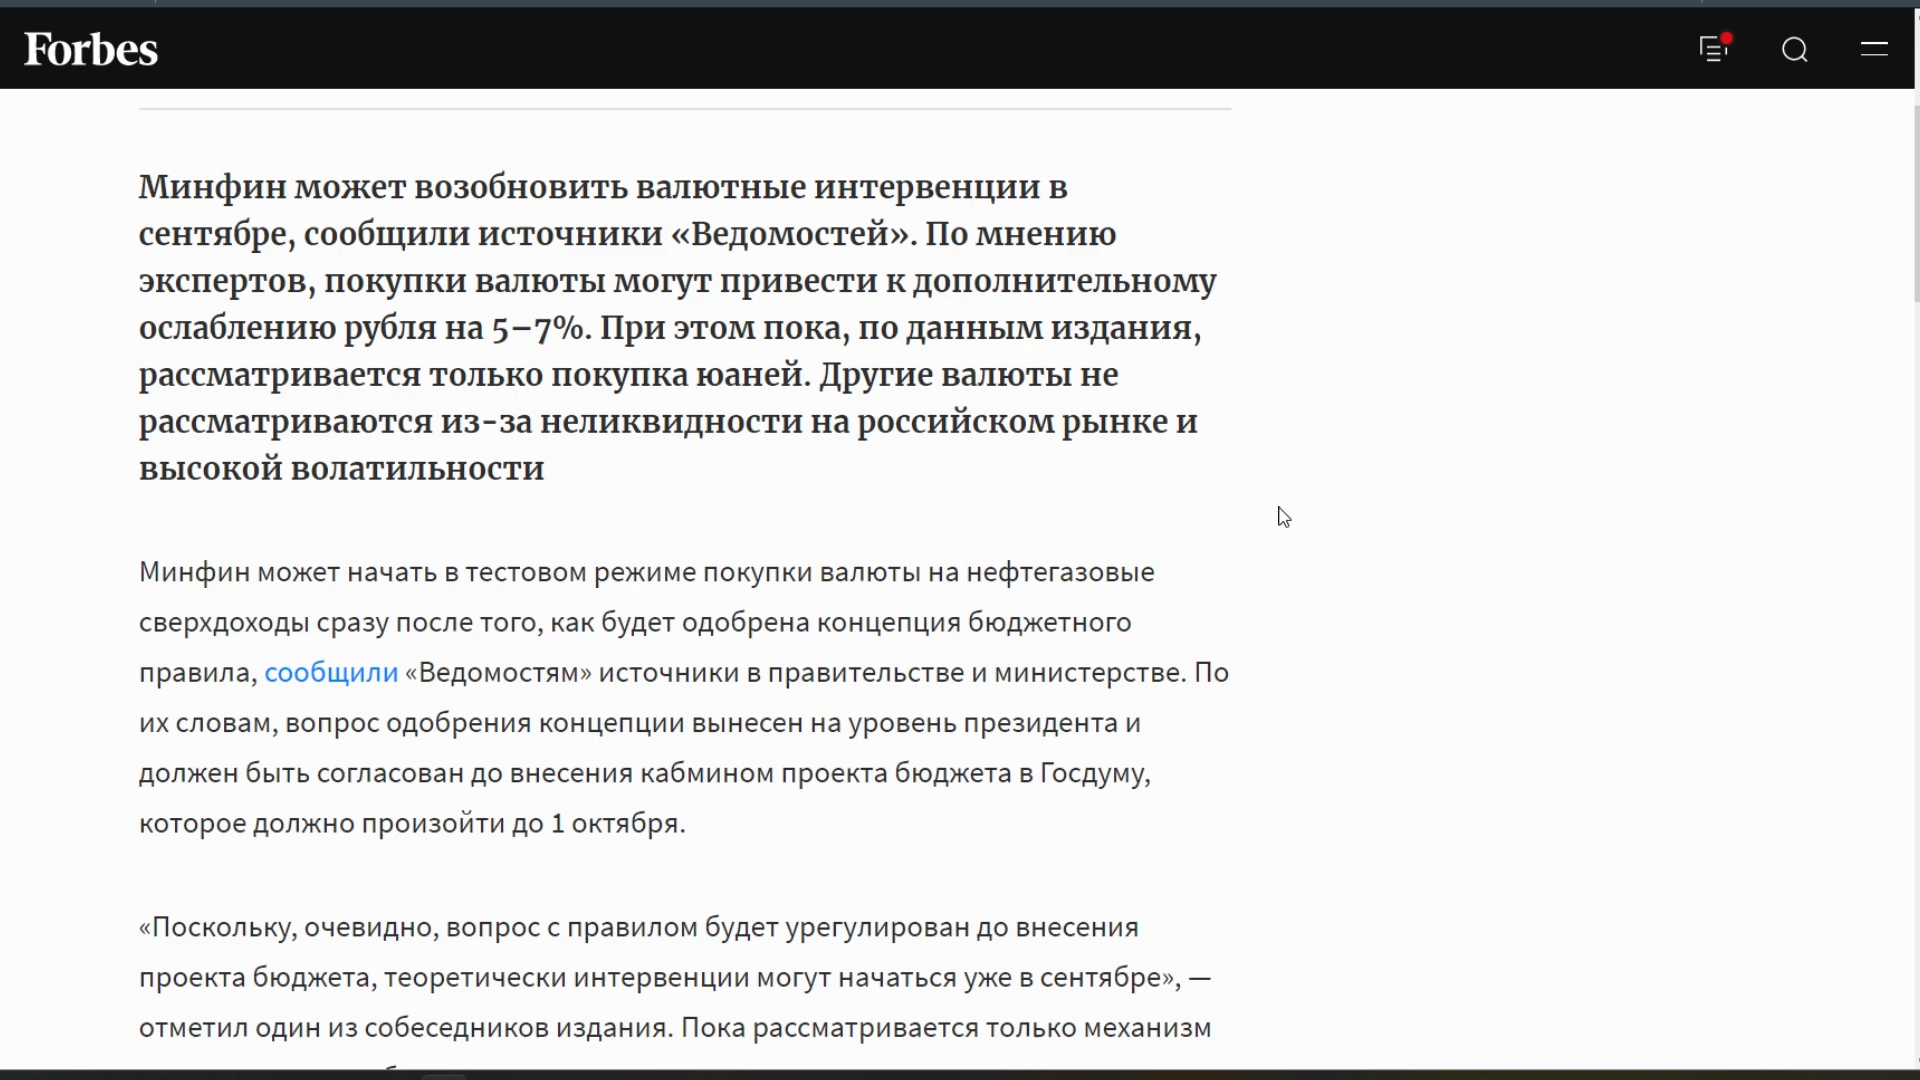 Forbes
Минфин может возобновить валютные интервенции в
сентябре, сообщили источники «Ведомостей». По мнению
экспертов, покупки валюты могут привести к дополнительному
ослаблению рубля на 5–7%. При этом пока, по данным издания,
рассматривается только покупка юаней. Другие валюты не
рассматриваются из-за неликвидности на российском рынке и
высокой волатильности
Минфин может начать в тестовом режиме покупки валюты на нефтегазовые
сверхдоходы сразу после того, как будет одобрена концепция бюджетного
правила, сообщили «Ведомостям» источники в правительстве и министерстве. По
их словам, вопрос одобрения концепции вынесен на уровень президента и
должен быть согласован до внесения кабмином проекта бюджета в Госдуму,
которое должно произойти до 1 октября.
«Поскольку, очевидно, вопрос с правилом будет урегулирован до внесения
проекта бюджета, теоретически интервенции могут начаться уже в сентябре», —
отметил один из собеседников издания. Пока рассматривается только механизм